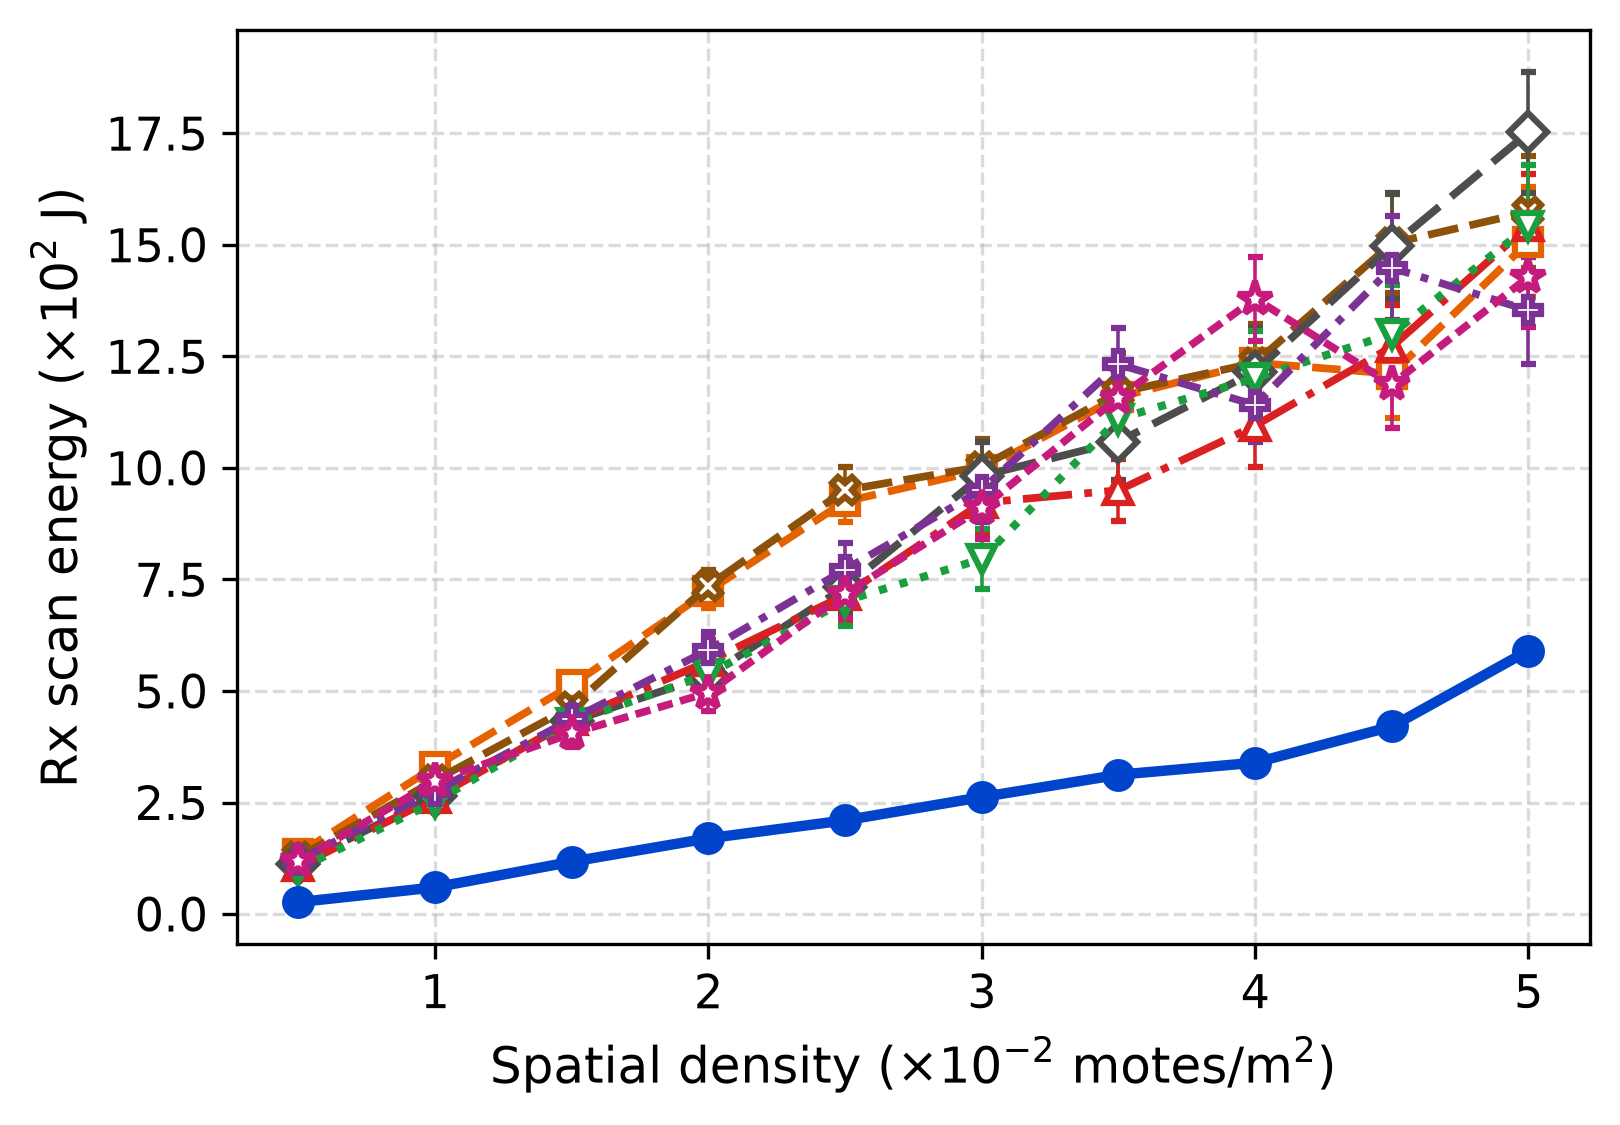 Rx scan energy (×10² J)
17.5
15.0
12.5
10.0
7.5
5.0
2.5
0.0
1 2 3 4 5
Spatial density (×10⁻² motes/m²)